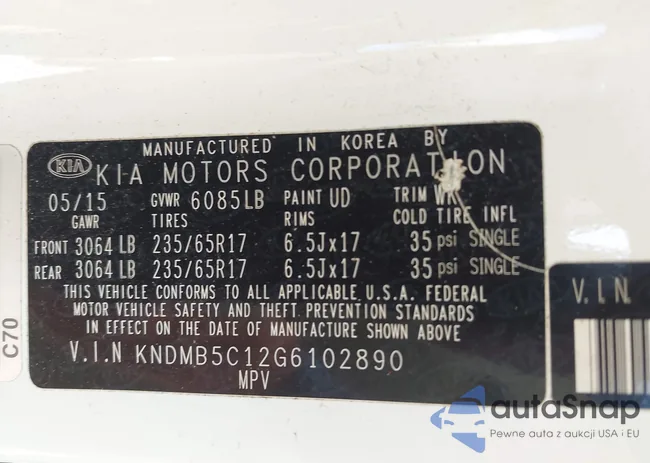 MANUFACTURED IN KOREA BY
KIA KIA MOTORS CORPORATION
05/15 GVWR 6085LB PAINT UD TRIM WK
GAWR TIRES RIMS COLD TIRE INFL
FRONT 3064 LB 235/65R17 6.5Jx17 35 psi SINGLE
REAR 3064 LB 235/65R17 6.5Jx17 35 psi SINGLE
THIS VEHICLE CONFORMS TO ALL APPLICABLE U.S.A. FEDERAL
MOTOR VEHICLE SAFETY AND THEFT PREVENTION STANDARDS
IN EFFECT ON THE DATE OF MANUFACTURE SHOWN ABOVE
V.I.N KNDMB5C12G6102890
MPV
C70
V.I.N.
autoSnap
Pewne auta z aukcji USA i EU